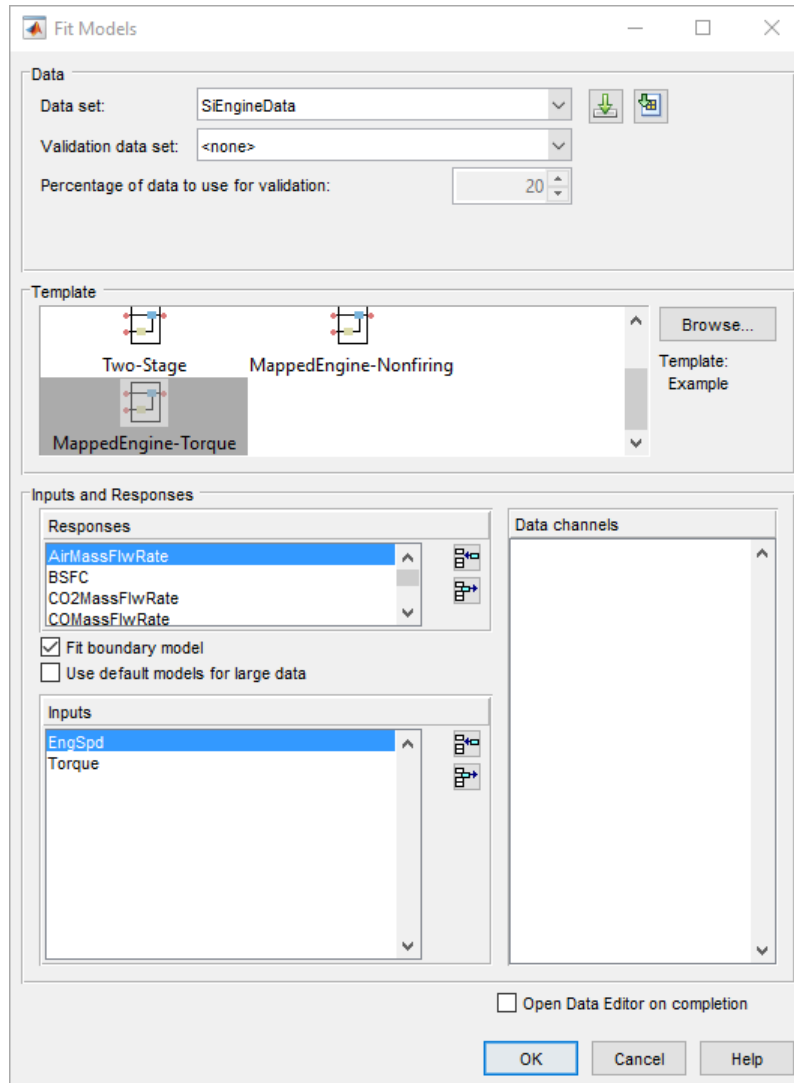 Fit Models
Data
Data set:
SiEngineData
Validation data set:
<none>
Percentage of data to use for validation:
20
Template
Two-Stage
MappedEngine-Nonfiring
MappedEngine-Torque
Browse...
Template:
Example
Inputs and Responses
Responses
AirMassFlwRate
BSFC
CO2MassFlwRate
COMassFlwRate
Data channels
Fit boundary model
Use default models for large data
Inputs
EngSpd
Torque
Open Data Editor on completion
OK
Cancel
Help